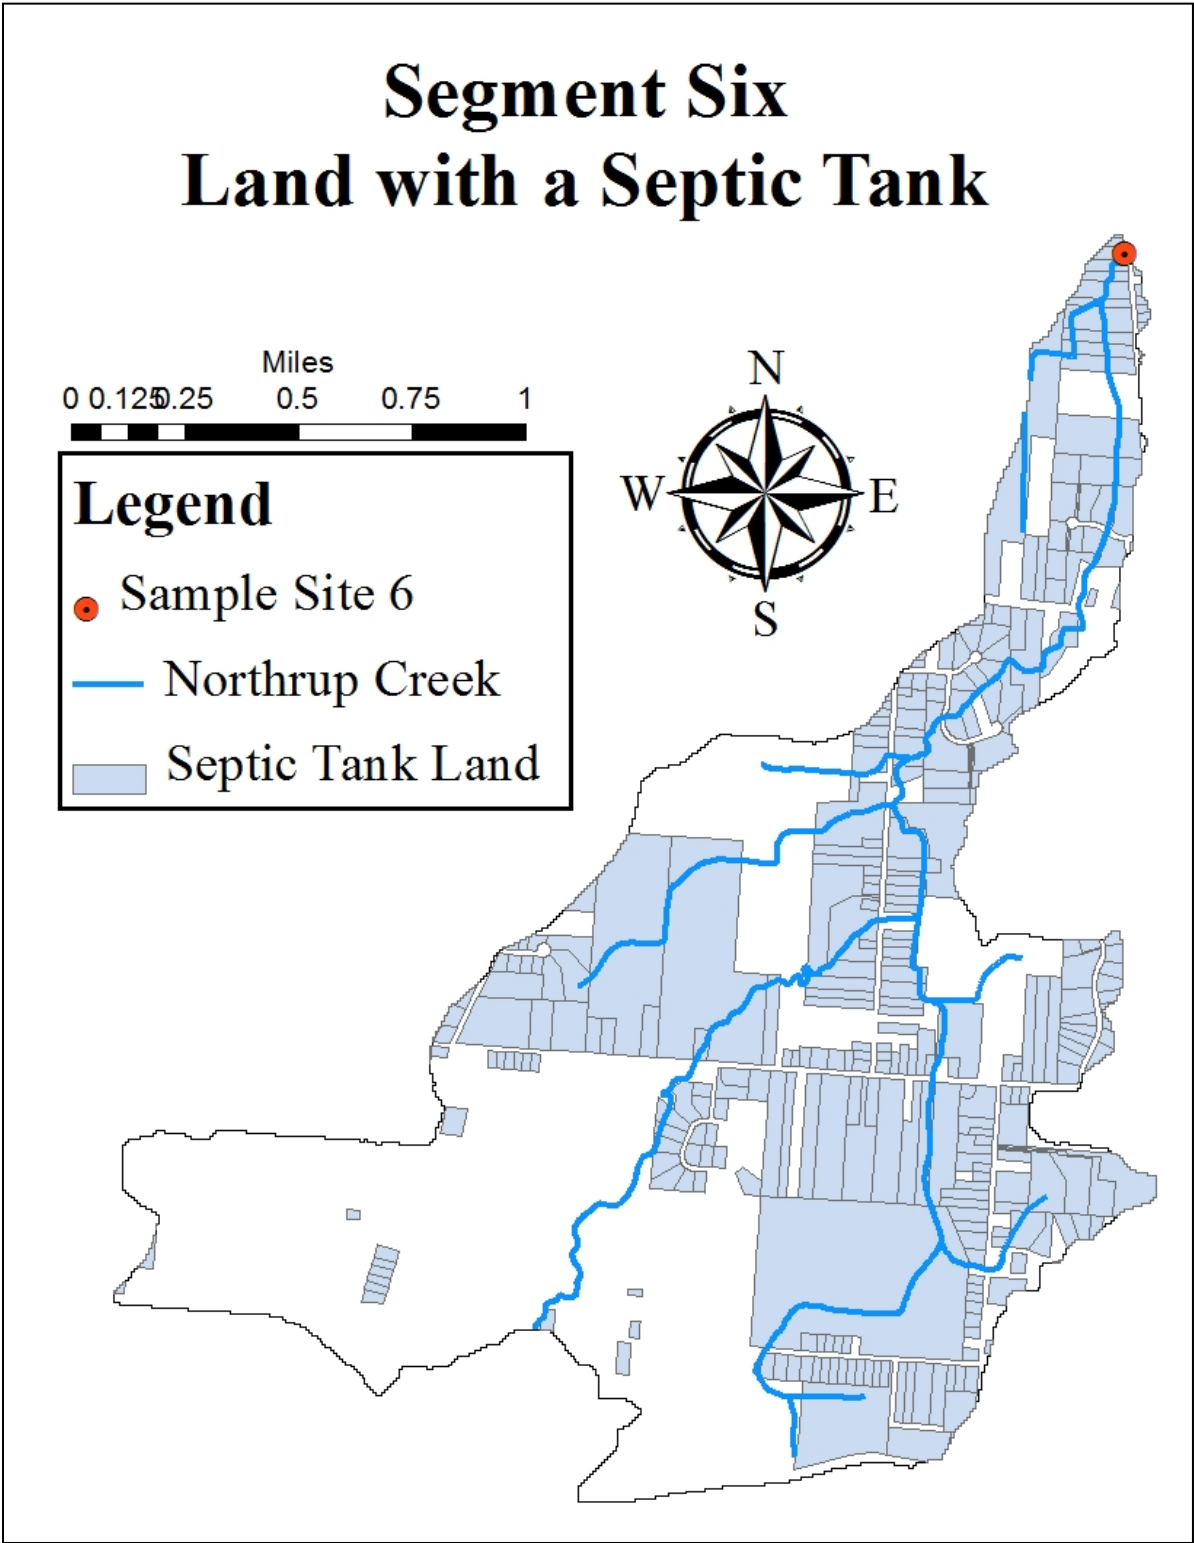 Segment Six
Land with a Septic Tank
Miles
0 0.125 0.25 0.5 0.75 1
N
W E
S
Legend
Sample Site 6
Northrup Creek
Septic Tank Land